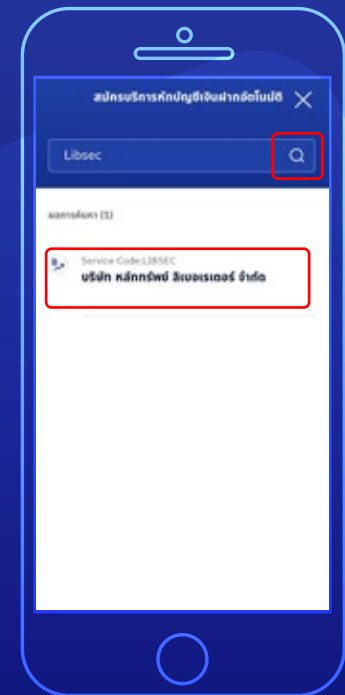 สมัครบริการหักบัญชีเงินฝากอัตโนมัติ
Libsec
ผลการค้นหา (1)
Service Code:LIBSEC
บริษัท หลักทรัพย์ ลิเบอเรเตอร์ จำกัด